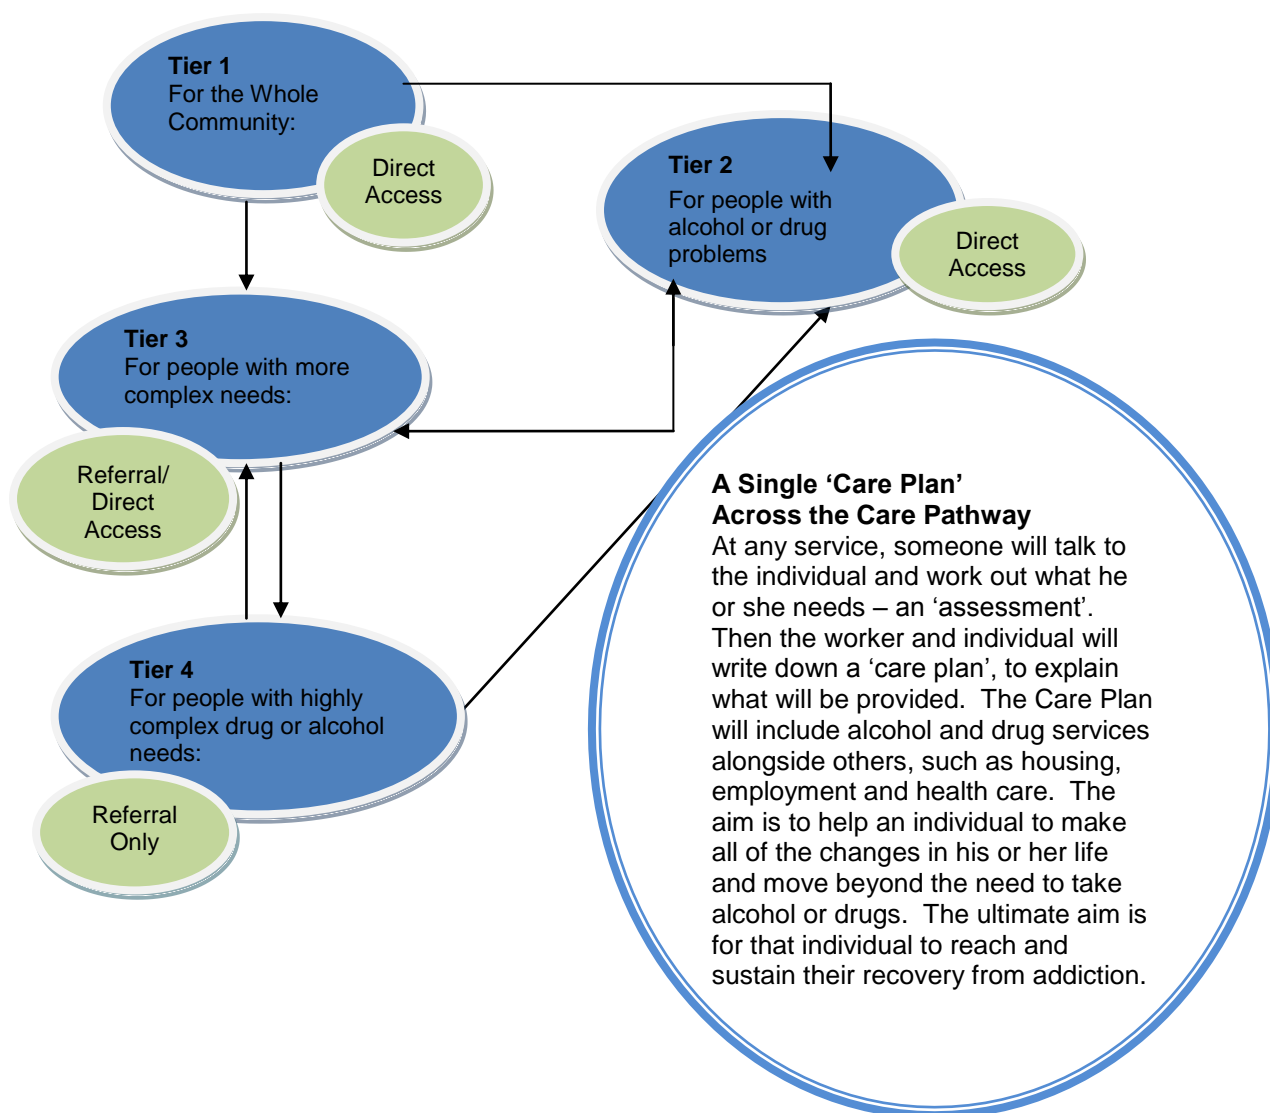 Tier 1
For the Whole
Community:
Direct
Access
Tier 2
For people with
alcohol or drug
problems
Direct
Access
Tier 3
For people with more
complex needs:
Referral/
Direct
Access
Tier 4
For people with highly
complex drug or alcohol
needs:
Referral
Only
A Single ‘Care Plan’
Across the Care Pathway
At any service, someone will talk to
the individual and work out what he
or she needs – an ‘assessment’.
Then the worker and individual will
write down a ‘care plan’, to explain
what will be provided.  The Care Plan
will include alcohol and drug services
alongside others, such as housing,
employment and health care.  The
aim is to help an individual to make
all of the changes in his or her life
and move beyond the need to take
alcohol or drugs.  The ultimate aim is
for that individual to reach and
sustain their recovery from addiction.